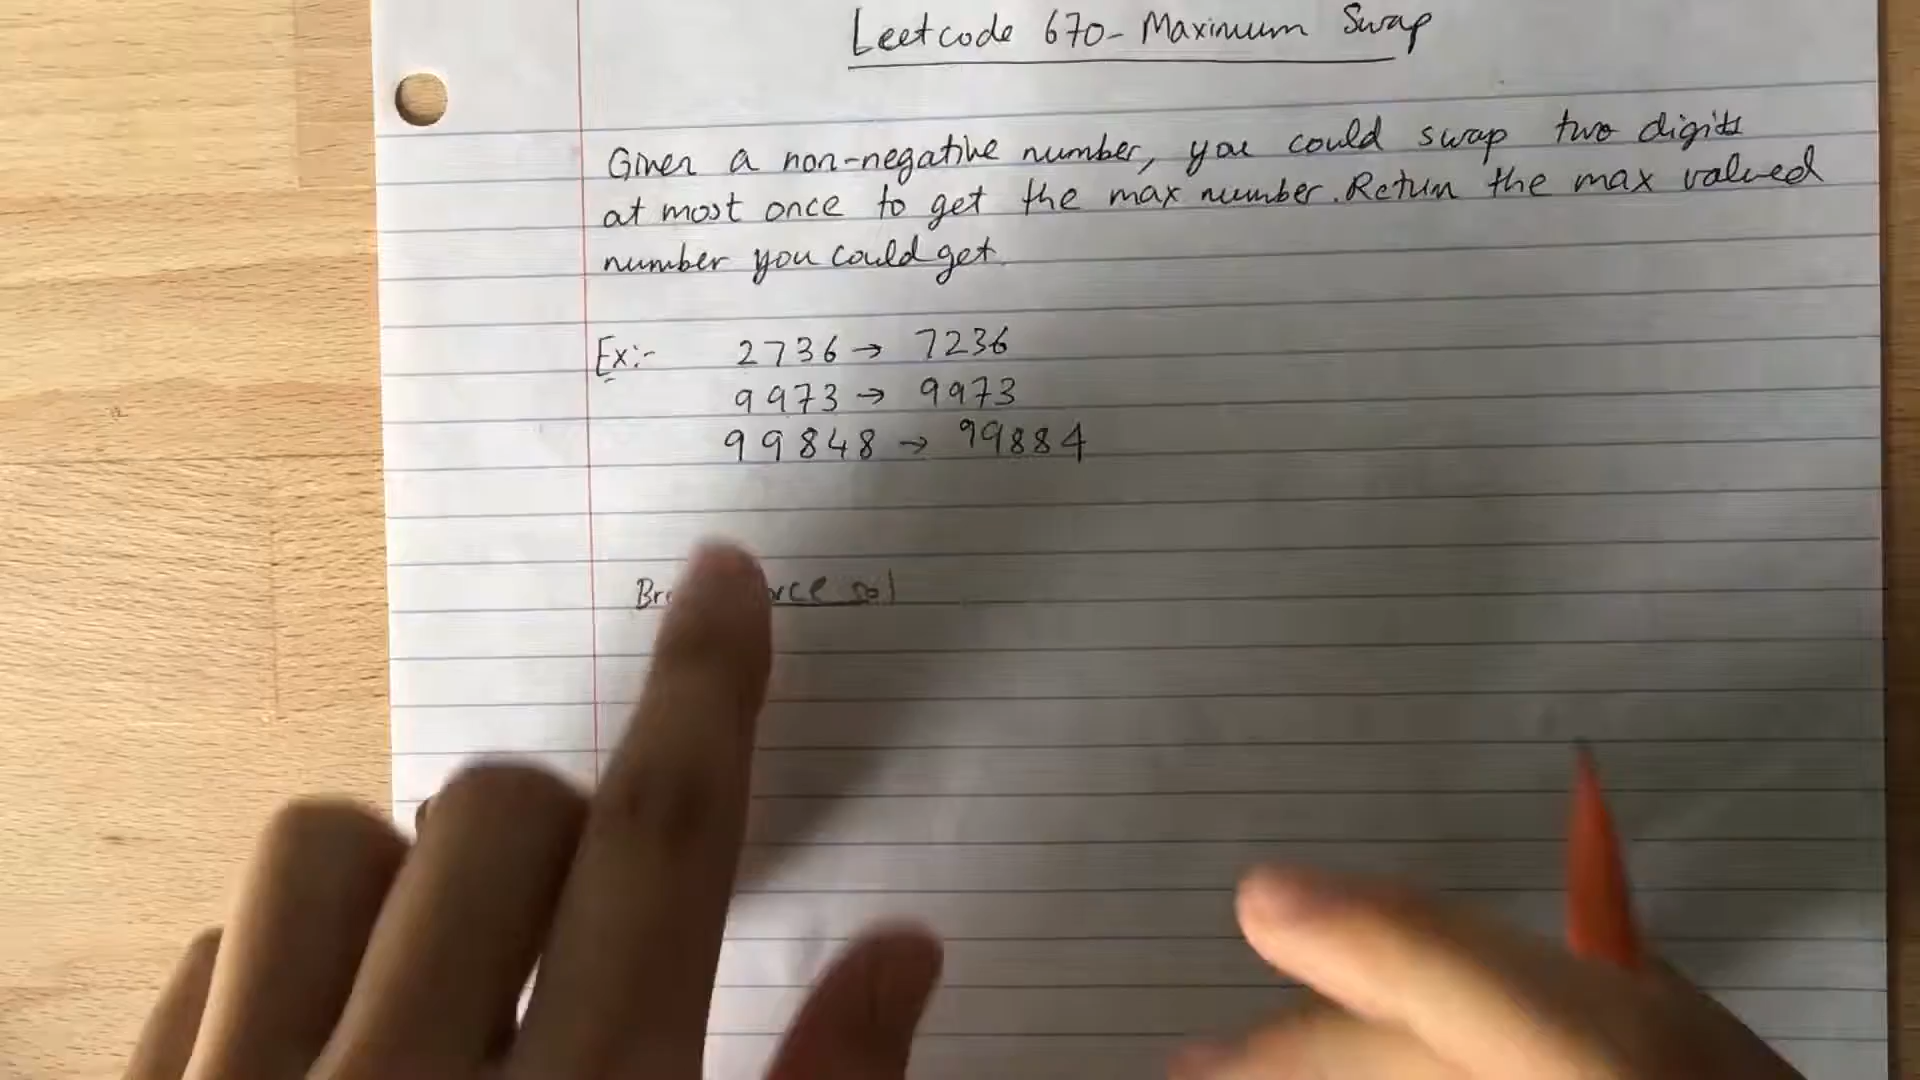 Leetcode 670- Maximum Swap
Given a non-negative number, you could swap two digits
at most once to get the max number. Return the max valued
number you could get.
Ex:- 2736 → 7236
9973 → 9973
99848 → 99884
sol